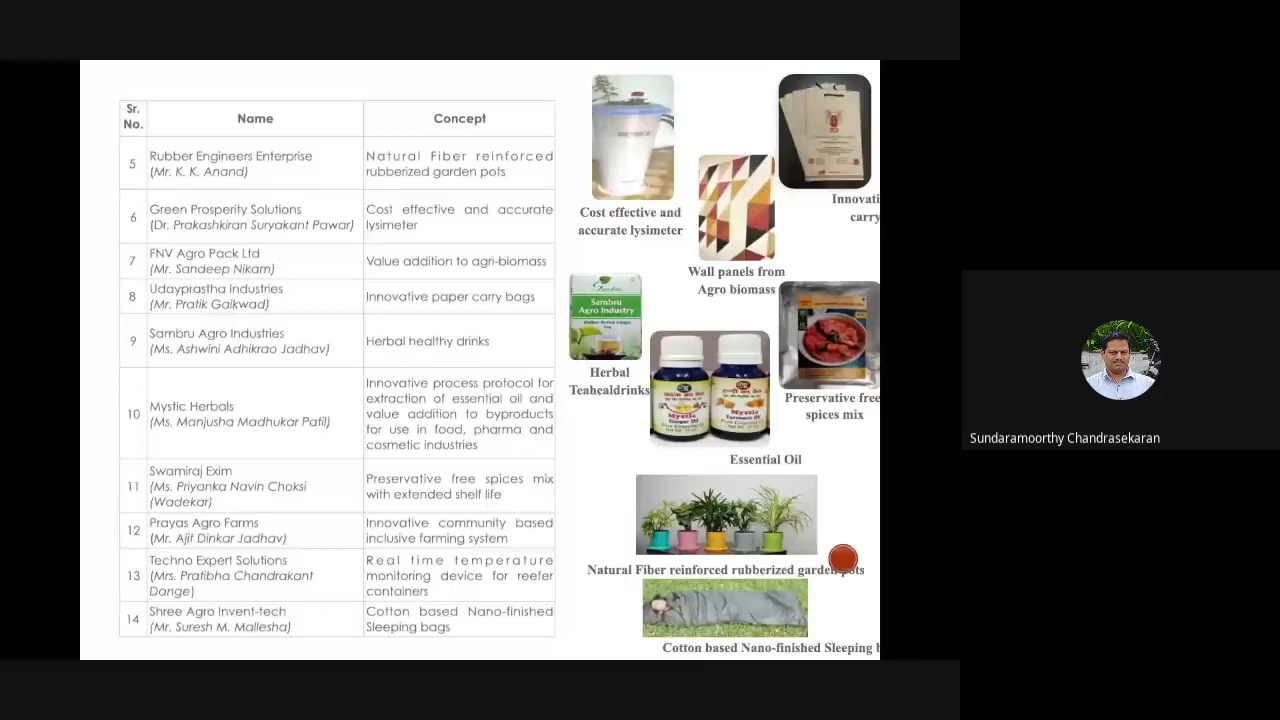 Sr.
No.
Name
Concept
5
Rubber Engineers Enterprise
(Mr. K. K. Anand)
Natural Fiber reinforced
rubberized garden pots
6
Green Prosperity Solutions
(Dr. Prakashkiran Suryakant Pawar)
Cost effective and accurate
lysimeter
7
FNV Agro Pack Ltd
(Mr. Sandeep Nikam)
Value addition to agri-biomass
8
Udayprastha Industries
(Mr. Pratik Gaikwad)
Innovative paper carry bags
9
Sambru Agro Industries
(Ms. Ashwini Adhikrao Jadhav)
Herbal healthy drinks
10
Mystic Herbals
(Ms. Manjusha Madhukar Patil)
Innovative process protocol for
extraction of essential oil and
value addition to byproducts
for use in food, pharma and
cosmetic industries
11
Swamiraj Exim
(Ms. Priyanka Navin Choksi
(Wadekar)
Preservative free spices mix
with extended shelf life
12
Prayas Agro Farms
(Mr. Ajit Dinkar Jadhav)
Innovative community based
inclusive farming system
13
Techno Expert Solutions
(Mrs. Pratibha Chandrakant
Dange)
Real time temperature
monitoring device for reefer
containers
14
Shree Agro Invent-tech
(Mr. Suresh M. Mallesha)
Cotton based Nano-finished
Sleeping bags
Cost effective and
accurate lysimeter
Innovati
carry
Wall panels from
Agro biomass
Sambru
Agro Industry
Herbal
Teahealdrinks
Mystic
Ginger Oil
Mystic
Turmeric Oil
Preservative free
spices mix
Essential Oil
Natural Fiber reinforced rubberized garden pots
Cotton based Nano-finished Sleeping b
Sundaramoorthy Chandrasekaran